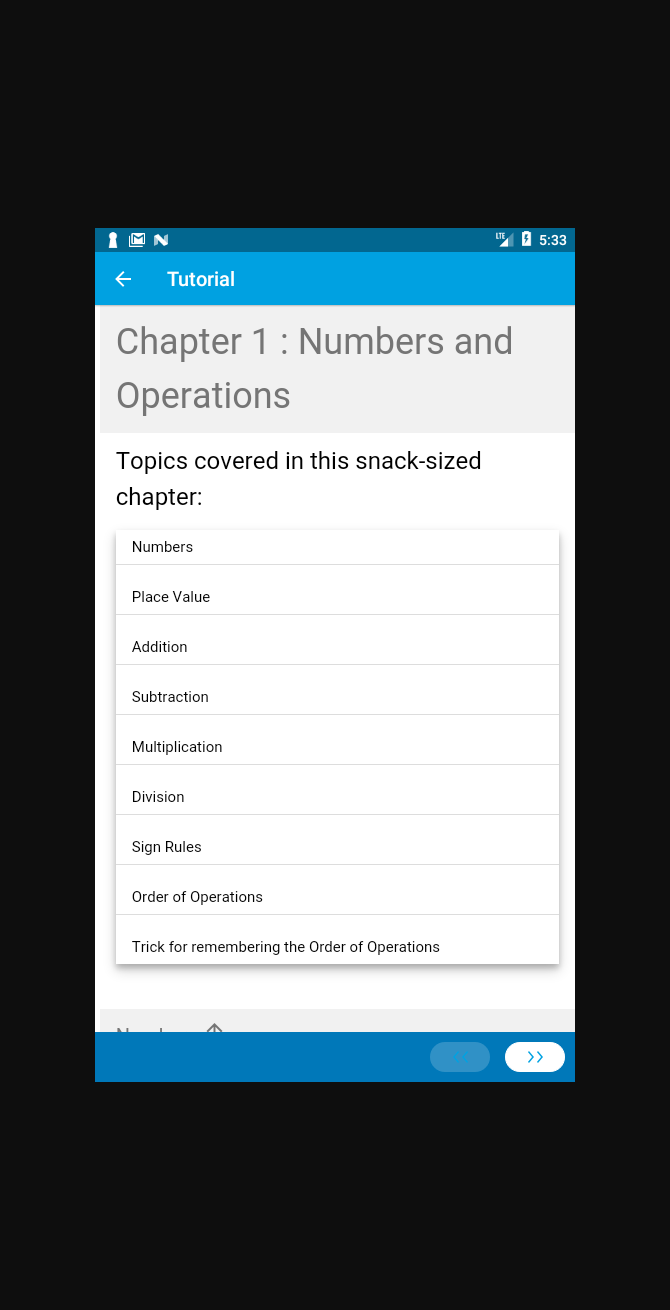 LTE 5:33
Tutorial
Chapter 1 : Numbers and
Operations
Topics covered in this snack-sized
chapter:
Numbers
Place Value
Addition
Subtraction
Multiplication
Division
Sign Rules
Order of Operations
Trick for remembering the Order of Operations